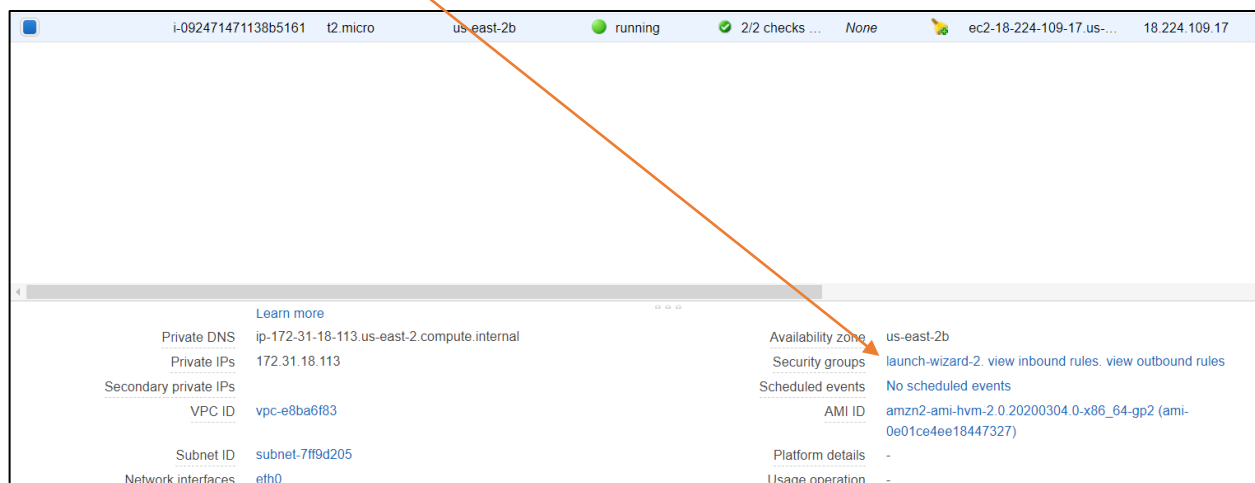 i-092471471138b5161 t2.micro us-east-2b running 2/2 checks ... None ec2-18-224-109-17.us-... 18.224.109.17
Learn more
Private DNS ip-172-31-18-113.us-east-2.compute.internal Availability zone us-east-2b
Private IPs 172.31.18.113 Security groups launch-wizard-2. view inbound rules. view outbound rules
Secondary private IPs Scheduled events No scheduled events
VPC ID vpc-e8ba6f83 AMI ID amzn2-ami-hvm-2.0.20200304.0-x86_64-gp2 (ami-
0e01ce4ee18447327)
Subnet ID subnet-7ff9d205 Platform details -
Network interfaces eth0 Usage operation -